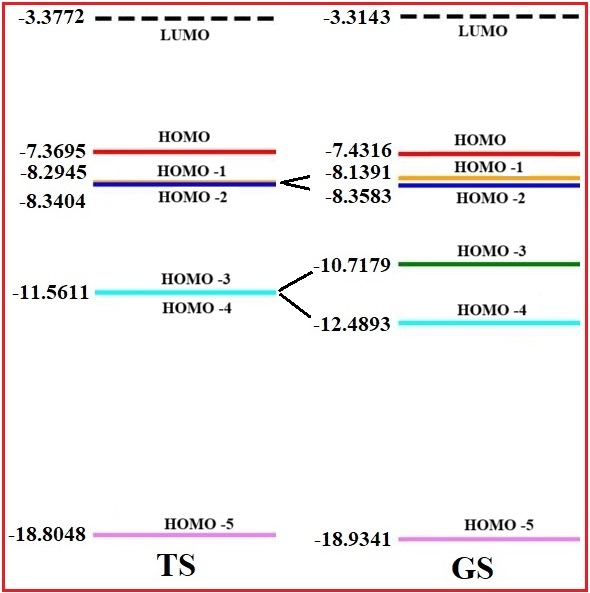 -3.3772
LUMO
-7.3695
HOMO
-8.2945
HOMO -1
-8.3404
HOMO -2
-11.5611
HOMO -3
HOMO -4
-18.8048
HOMO -5
TS
-3.3143
LUMO
-7.4316
HOMO
-8.1391
HOMO -1
-8.3583
HOMO -2
-10.7179
HOMO -3
-12.4893
HOMO -4
-18.9341
HOMO -5
GS